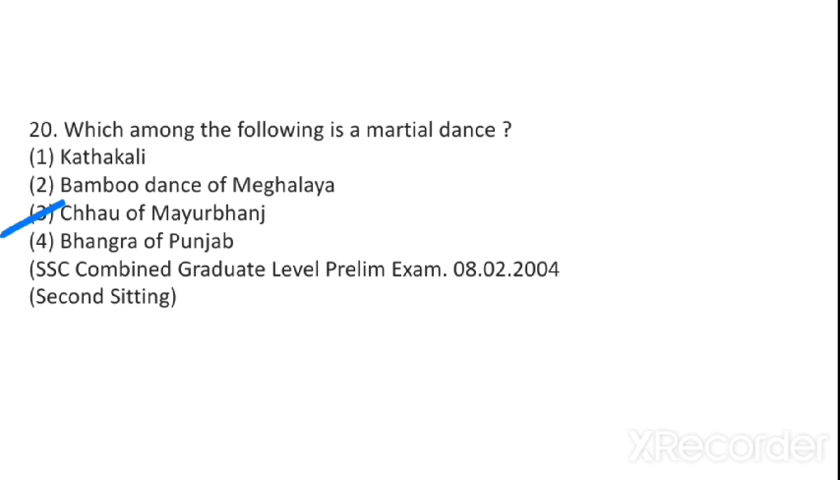 20. Which among the following is a martial dance ?
(1) Kathakali
(2) Bamboo dance of Meghalaya
(3) Chhau of Mayurbhanj
(4) Bhangra of Punjab
(SSC Combined Graduate Level Prelim Exam. 08.02.2004
(Second Sitting)
XRecorder